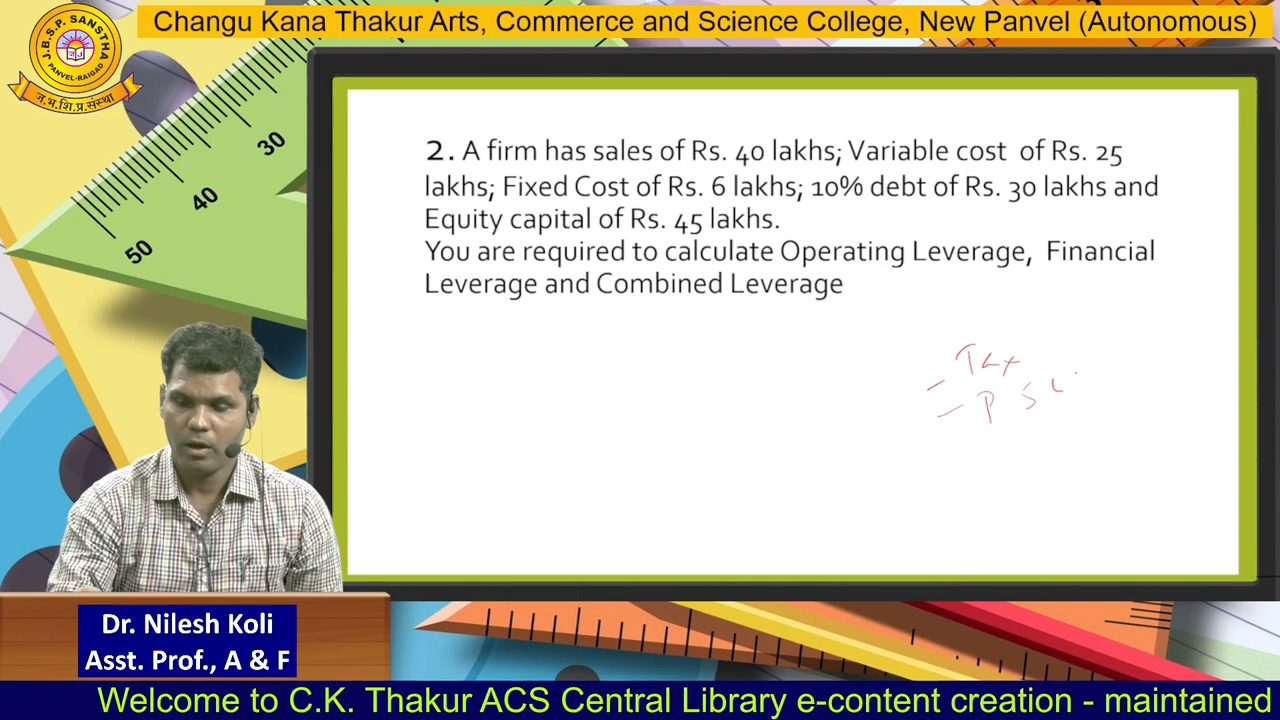 Changu Kana Thakur Arts, Commerce and Science College, New Panvel (Autonomous)
J.B.S.P. SANSTHA
PANVEL-RAIGAD
ज.भ.शि.प्र.संस्था
30
40
50
2. A firm has sales of Rs. 40 lakhs; Variable cost of Rs. 25
lakhs; Fixed Cost of Rs. 6 lakhs; 10% debt of Rs. 30 lakhs and
Equity capital of Rs. 45 lakhs.
You are required to calculate Operating Leverage, Financial
Leverage and Combined Leverage
- Tax
- P S
Dr. Nilesh Koli
Asst. Prof., A & F
Welcome to C.K. Thakur ACS Central Library e-content creation - maintained